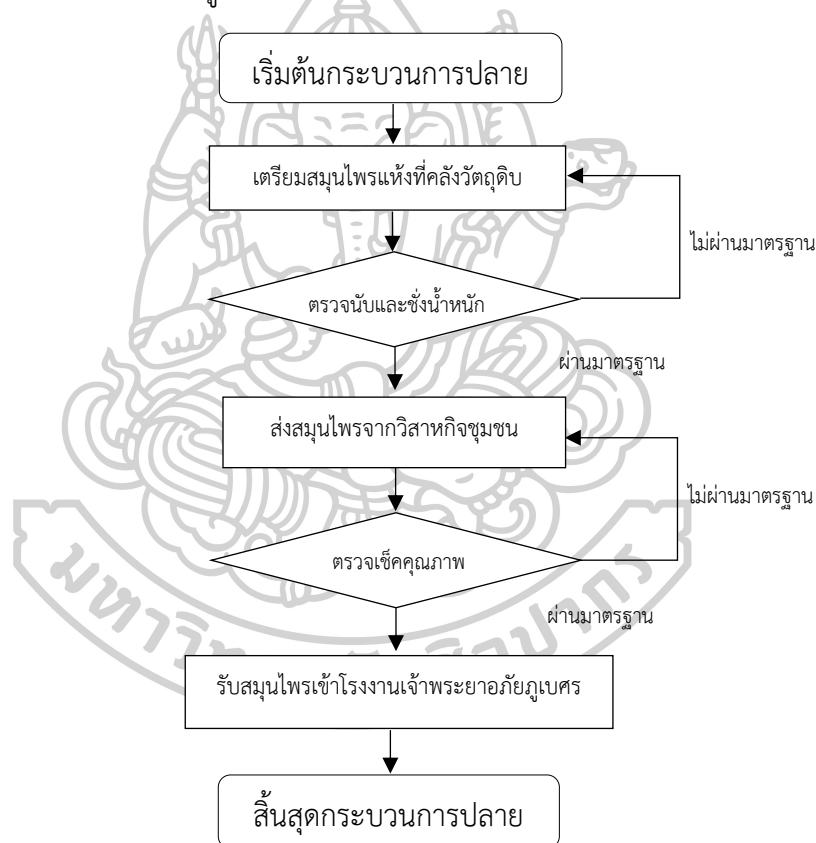 เริ่มต้นกระบวนการปลาย
เตรียมสมุนไพรแห้งที่คลังวัตถุดิบ
ไม่ผ่านมาตรฐาน
ตรวจนับและชั่งน้ำหนัก
ผ่านมาตรฐาน
ส่งสมุนไพรจากวิสาหกิจชุมชน
ไม่ผ่านมาตรฐาน
ตรวจเช็คคุณภาพ
ผ่านมาตรฐาน
รับสมุนไพรเข้าโรงงานเจ้าพระยาอภัยภูเบศร
สิ้นสุดกระบวนการปลาย